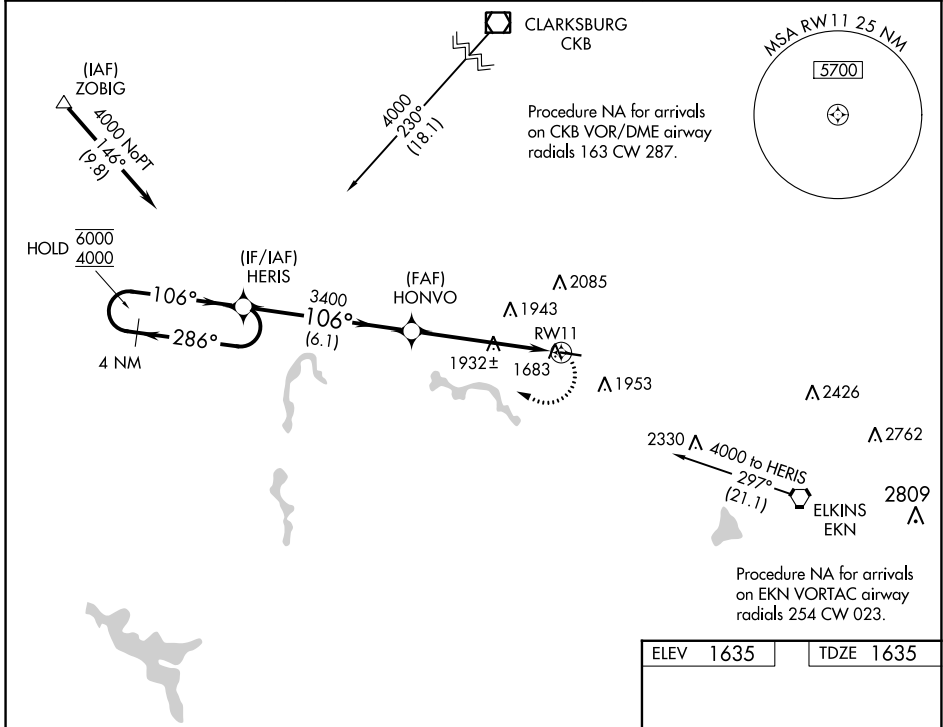 CLARKSBURG
CKB
MSA RW11 25 NM
5700
(IAF)
ZOBIG
4000 NoPT
146°
(9.8)
4000
230°
(18.1)
Procedure NA for arrivals
on CKB VOR/DME airway
radials 163 CW 287.
HOLD
6000
4000
(IF/IAF)
HERIS
106°
286°
4 NM
3400
106°
(6.1)
(FAF)
HONVO
2085
1943
RW11
1932±
1683
1953
2426
2762
2330
4000 to HERIS
297°
(21.1)
ELKINS
EKN
2809
Procedure NA for arrivals
on EKN VORTAC airway
radials 254 CW 023.
ELEV 1635
TDZE 1635